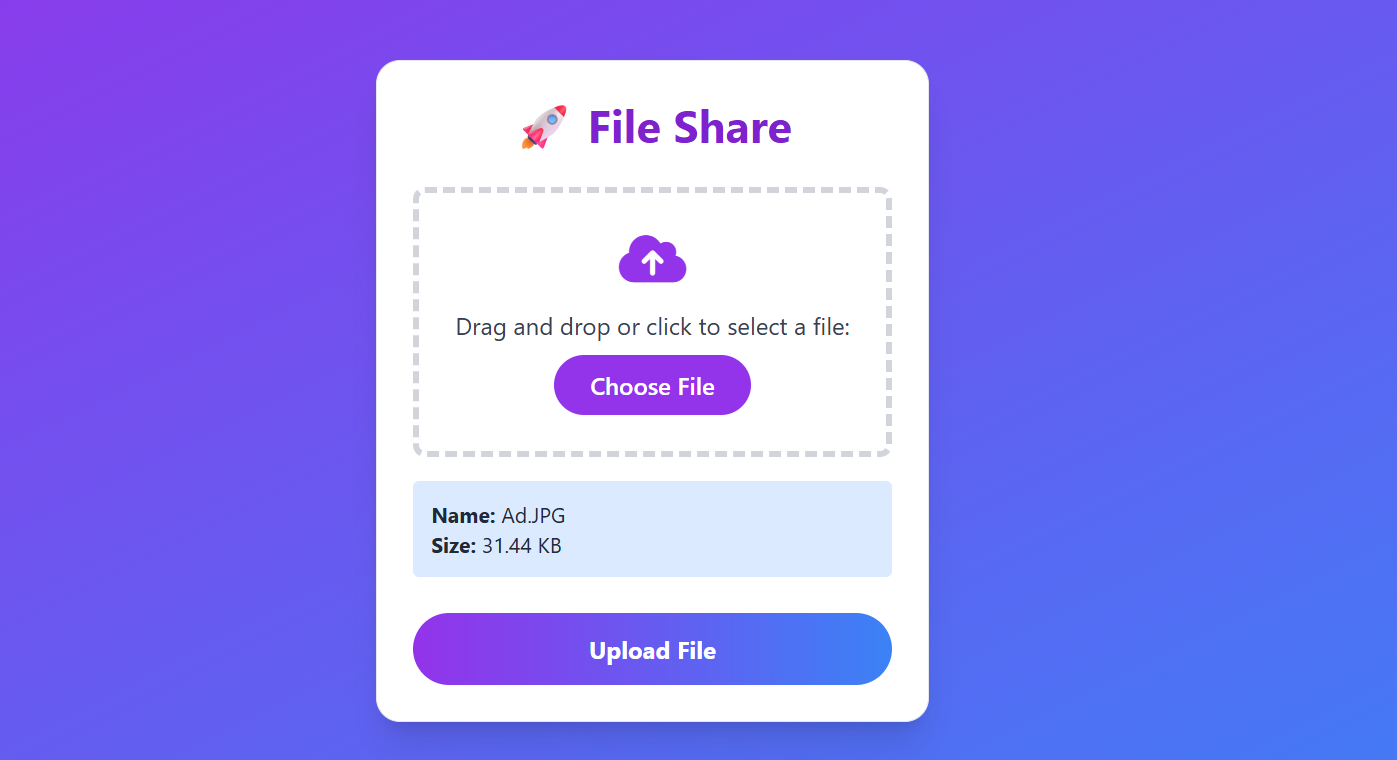 File Share
Drag and drop or click to select a file:
Choose File
Name: Ad.JPG
Size: 31.44 KB
Upload File